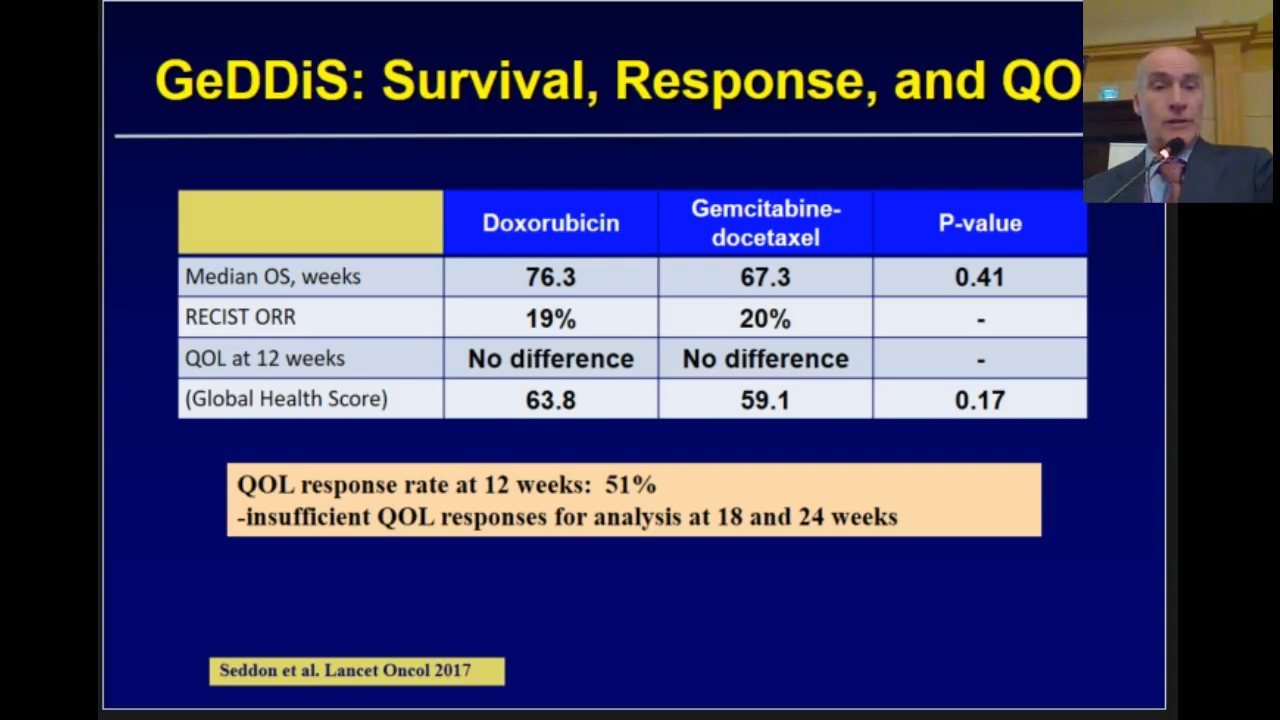 GeDDiS: Survival, Response, and QO
Doxorubicin
Gemcitabine-
docetaxel
P-value
Median OS, weeks 76.3 67.3 0.41
RECIST ORR 19% 20% -
QOL at 12 weeks No difference No difference -
(Global Health Score) 63.8 59.1 0.17
QOL response rate at 12 weeks: 51%
-insufficient QOL responses for analysis at 18 and 24 weeks
Seddon et al. Lancet Oncol 2017